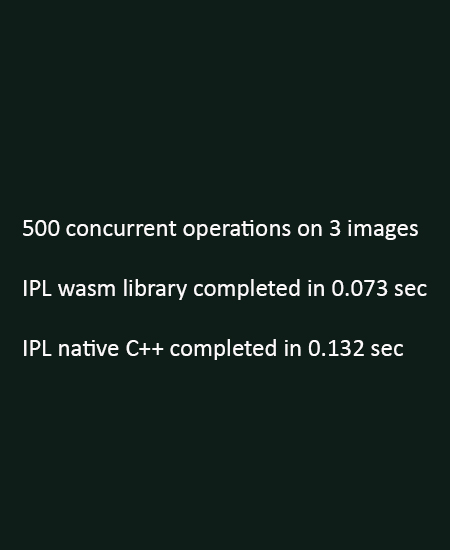 500 concurrent operations on 3 images
IPL wasm library completed in 0.073 sec
IPL native C++ completed in 0.132 sec